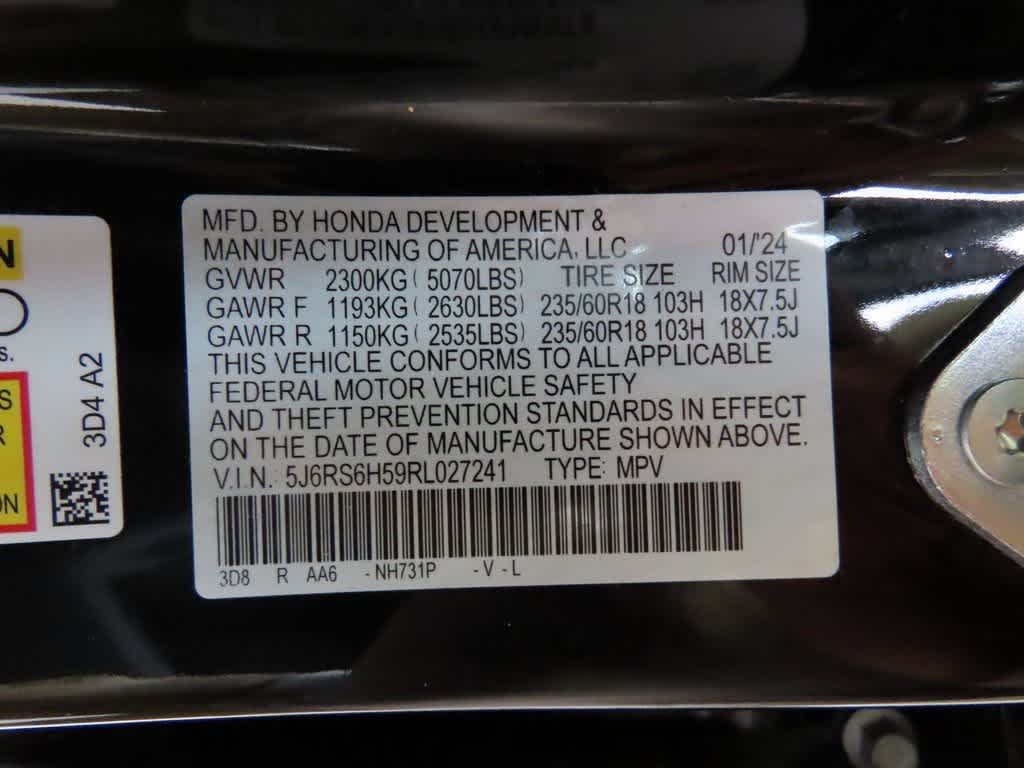 MFD. BY HONDA DEVELOPMENT &
MANUFACTURING OF AMERICA, LLC 01/'24
GVWR 2300KG( 5070LBS) TIRE SIZE RIM SIZE
GAWR F 1193KG( 2630LBS) 235/60R18 103H 18X7.5J
GAWR R 1150KG( 2535LBS) 235/60R18 103H 18X7.5J
THIS VEHICLE CONFORMS TO ALL APPLICABLE
FEDERAL MOTOR VEHICLE SAFETY
AND THEFT PREVENTION STANDARDS IN EFFECT
ON THE DATE OF MANUFACTURE SHOWN ABOVE.
V.I.N.: 5J6RS6H59RL027241 TYPE: MPV
3D8 R AA6 - NH731P - V - L
N
s.
S
R
ON
3D4 A2